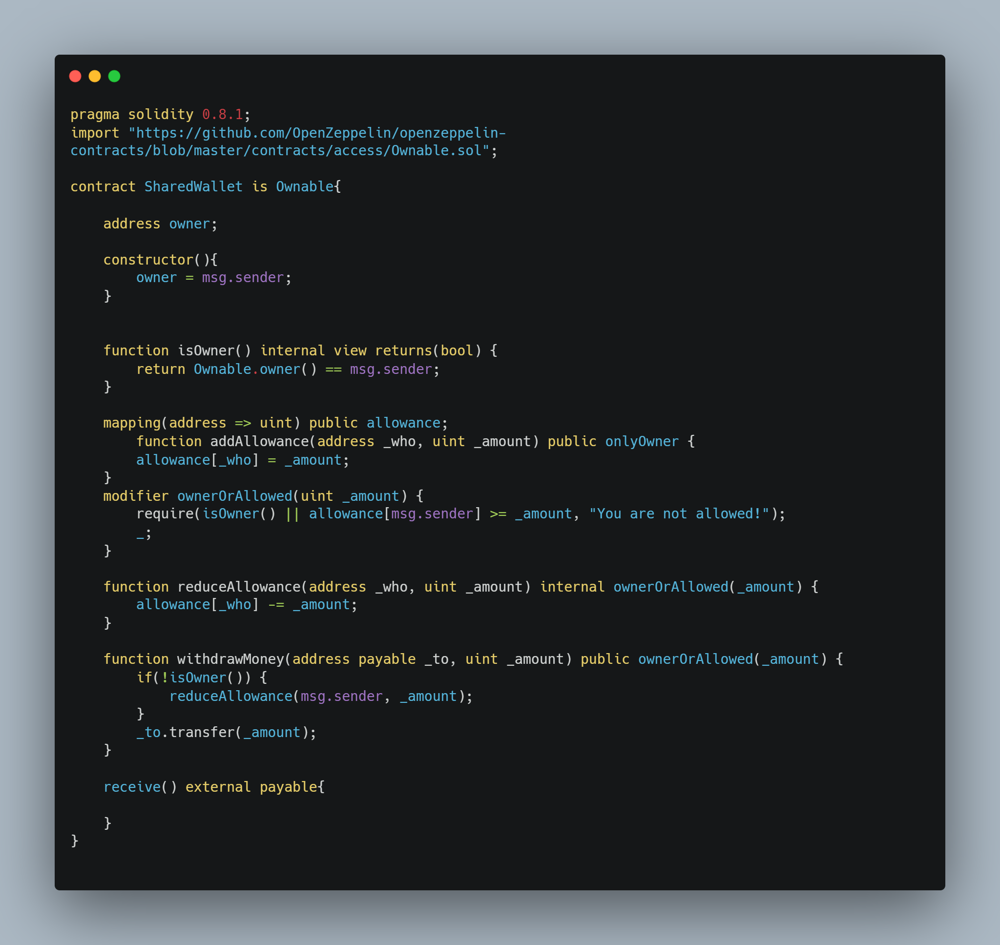 pragma solidity 0.8.1;
import "https://github.com/OpenZeppelin/openzeppelin-
contracts/blob/master/contracts/access/Ownable.sol";

contract SharedWallet is Ownable{

    address owner;

    constructor(){
        owner = msg.sender;
    }


    function isOwner() internal view returns(bool) {
        return Ownable.owner() == msg.sender;
    }

    mapping(address => uint) public allowance;
        function addAllowance(address _who, uint _amount) public onlyOwner {
        allowance[_who] = _amount;
    }
    modifier ownerOrAllowed(uint _amount) {
        require(isOwner() || allowance[msg.sender] >= _amount, "You are not allowed!");
        _;
    }

    function reduceAllowance(address _who, uint _amount) internal ownerOrAllowed(_amount) {
        allowance[_who] -= _amount;
    }

    function withdrawMoney(address payable _to, uint _amount) public ownerOrAllowed(_amount) {
        if(!isOwner()) {
            reduceAllowance(msg.sender, _amount);
        }
        _to.transfer(_amount);
    }

    receive() external payable{

    }
}